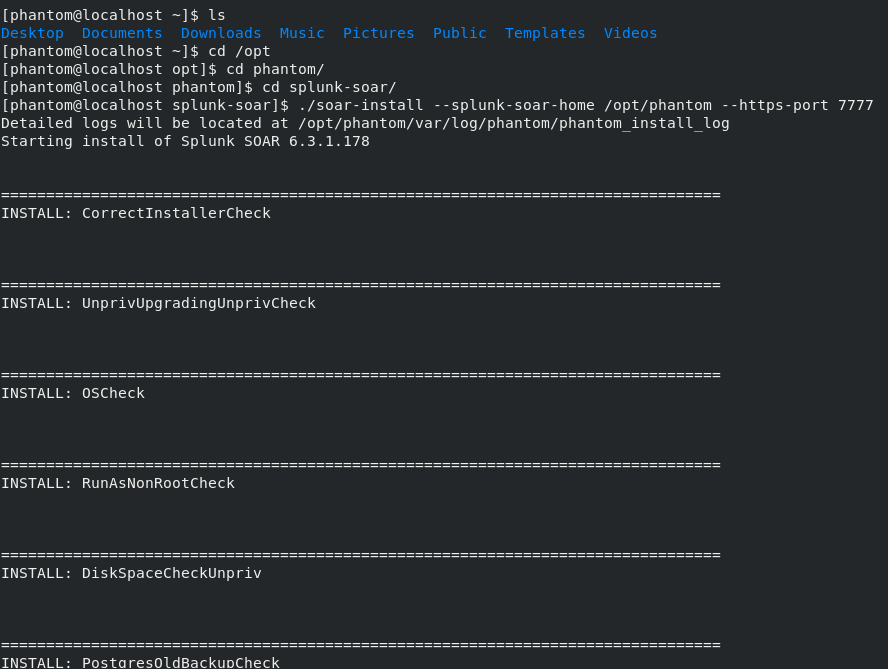 [phantom@localhost ~]$ ls
Desktop  Documents  Downloads  Music  Pictures  Public  Templates  Videos
[phantom@localhost ~]$ cd /opt
[phantom@localhost opt]$ cd phantom/
[phantom@localhost phantom]$ cd splunk-soar/
[phantom@localhost splunk-soar]$ ./soar-install --splunk-soar-home /opt/phantom --https-port 7777
Detailed logs will be located at /opt/phantom/var/log/phantom/phantom_install_log
Starting install of Splunk SOAR 6.3.1.178
================================================================================
INSTALL: CorrectInstallerCheck
================================================================================
INSTALL: UnprivUpgradingUnprivCheck
================================================================================
INSTALL: OSCheck
================================================================================
INSTALL: RunAsNonRootCheck
================================================================================
INSTALL: DiskSpaceCheckUnpriv
================================================================================
INSTALL: PostgresOldBackupCheck